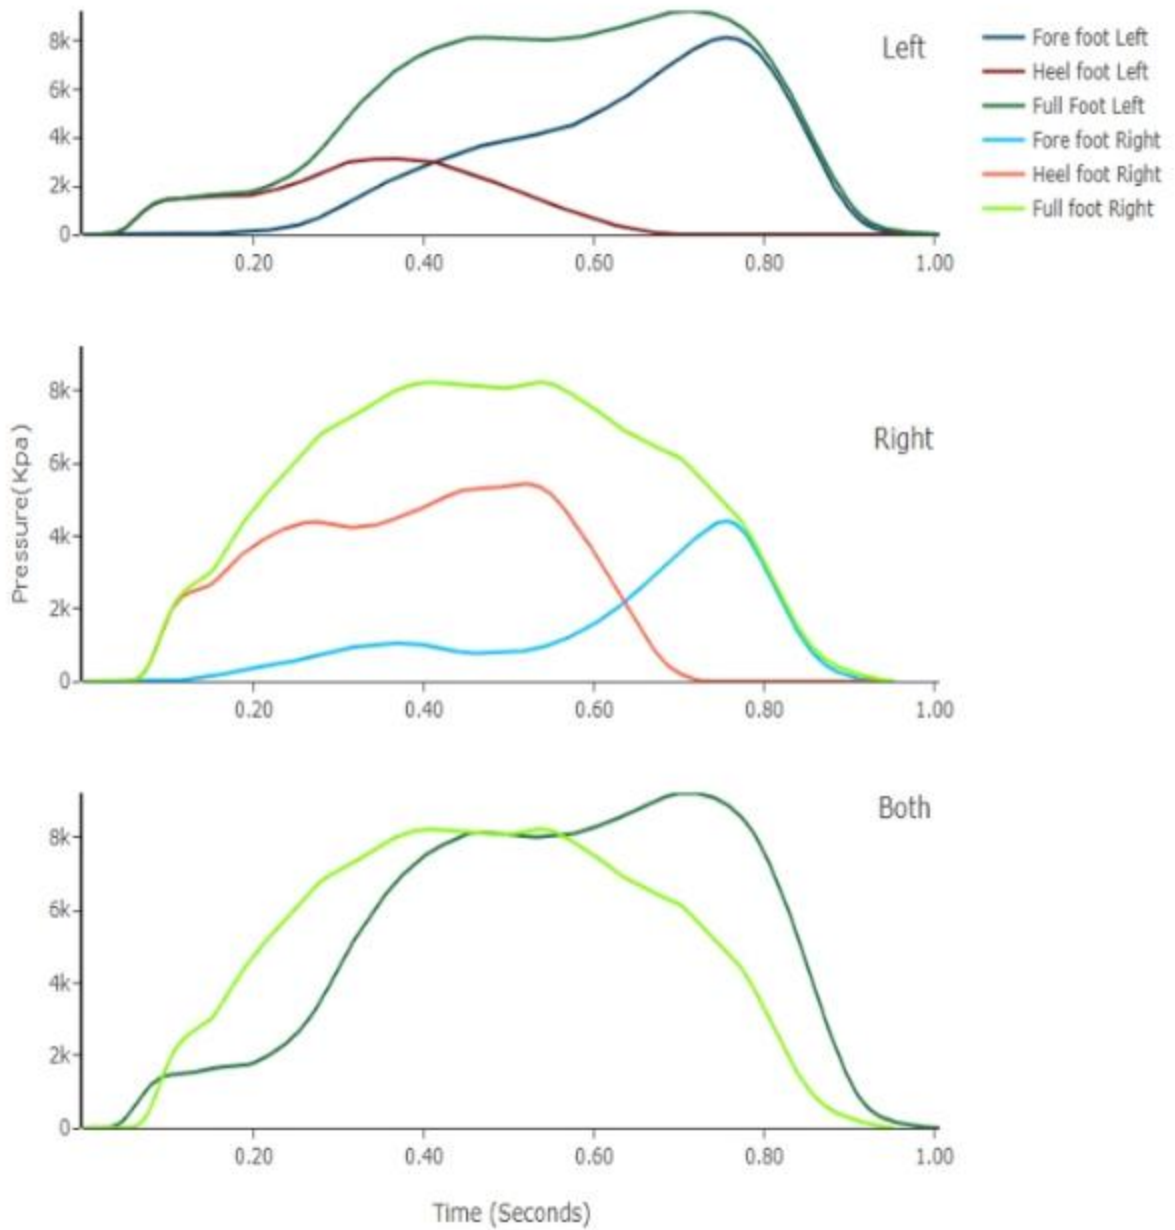 8k
6k
4k
2k
0
0.20 0.40 0.60 0.80 1.00
Left
Fore foot Left
Heel foot Left
Full Foot Left
Fore foot Right
Heel foot Right
Full foot Right
Pressure(Kpa)
8k
6k
4k
2k
0
0.20 0.40 0.60 0.80 1.00
Right
8k
6k
4k
2k
0
0.20 0.40 0.60 0.80 1.00
Both
Time (Seconds)